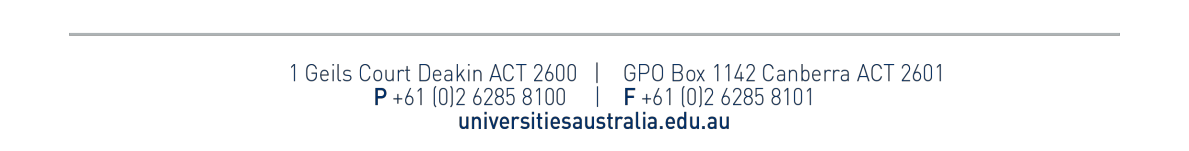 1 Geils Court Deakin ACT 2600 | GPO Box 1142 Canberra ACT 2601
P +61 (0)2 6285 8100 | F +61 (0)2 6285 8101
universitiesaustralia.edu.au